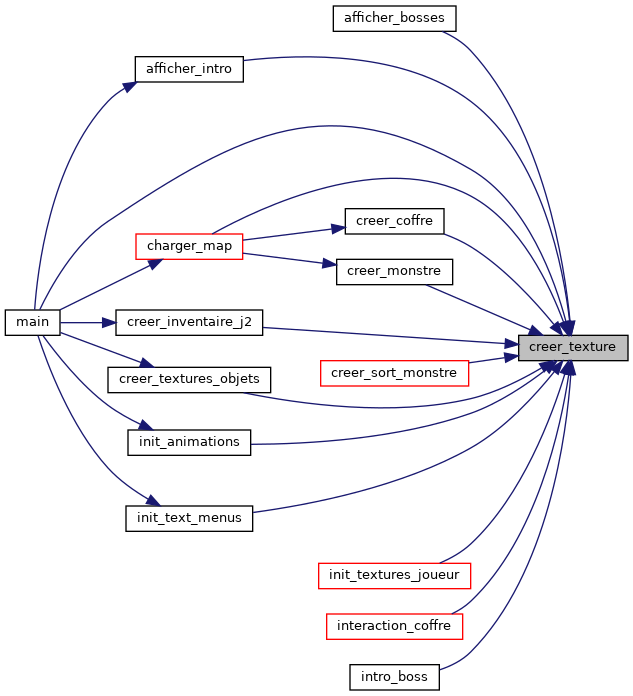 afficher_bosses
afficher_intro
creer_coffre
charger_map
creer_monstre
main
creer_inventaire_j2
creer_texture
creer_sort_monstre
creer_textures_objets
init_animations
init_text_menus
init_textures_joueur
interaction_coffre
intro_boss